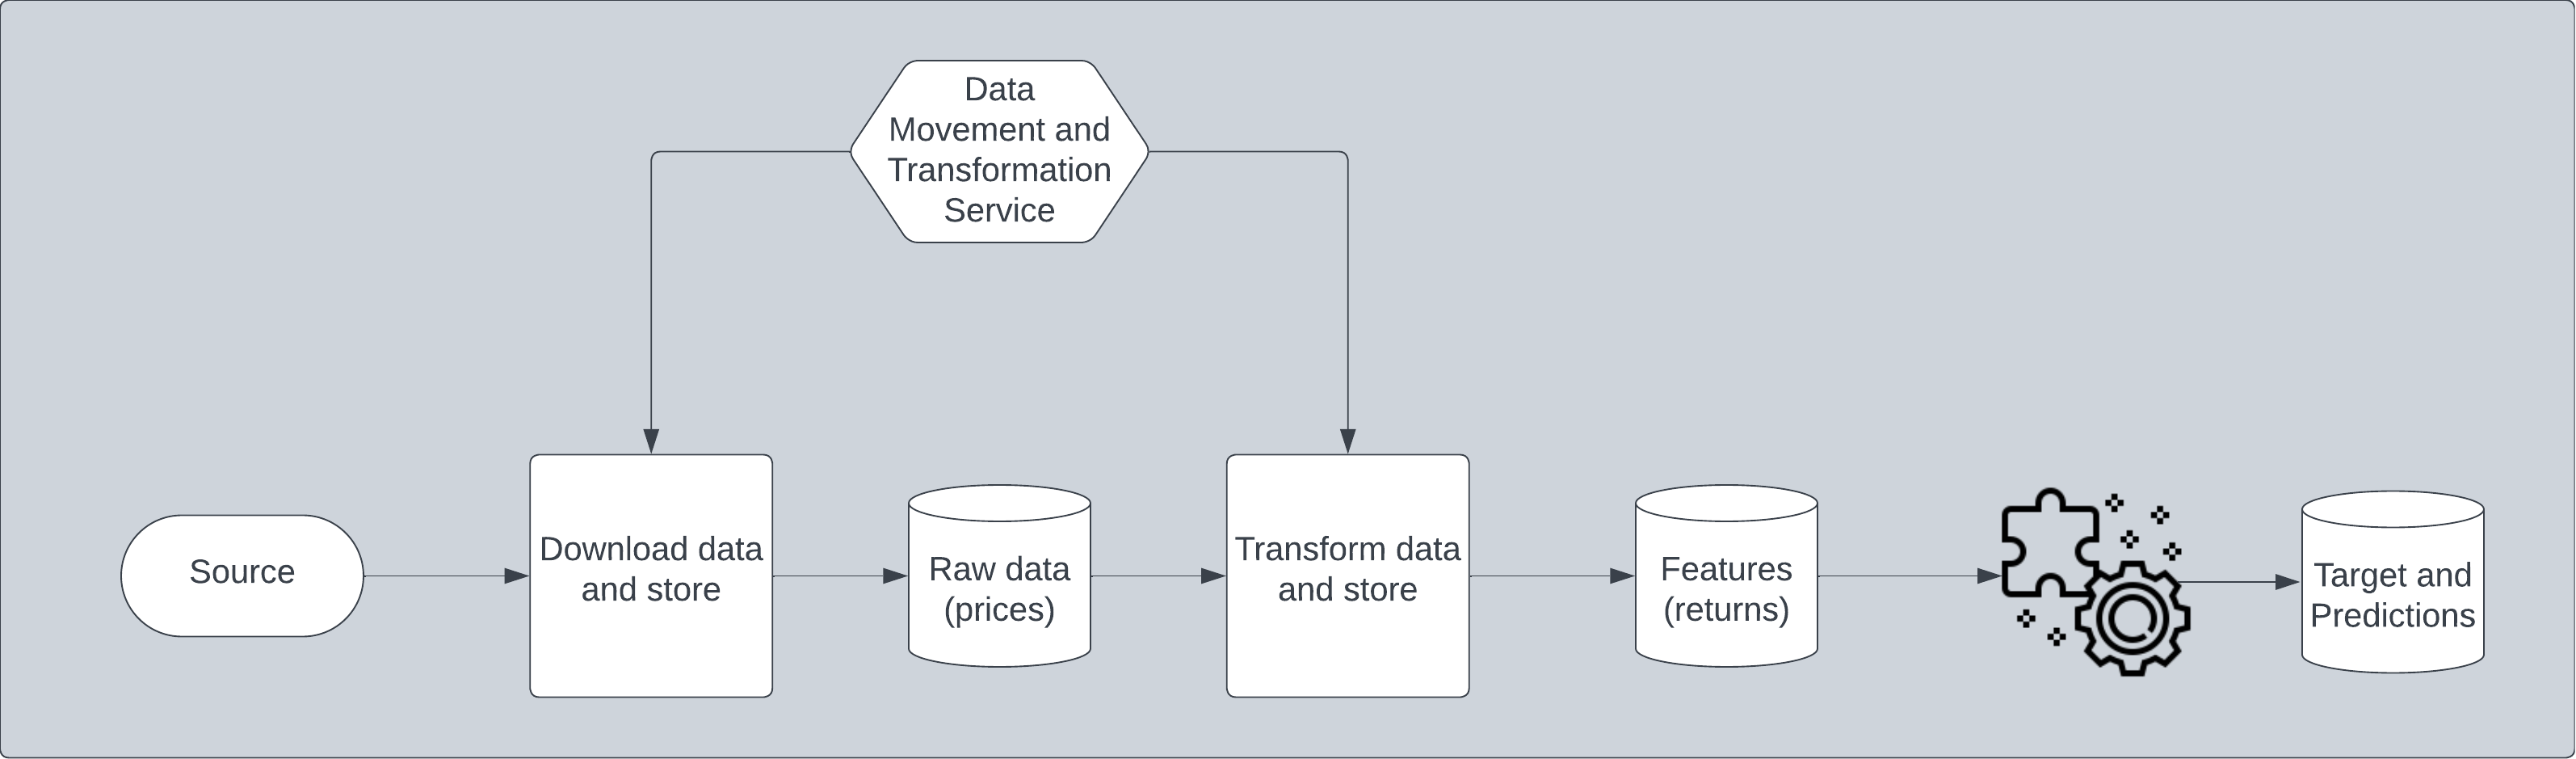 Data
Movement and
Transformation
Service
Source
Download data
and store
Raw data
(prices)
Transform data
and store
Features
(returns)
Target and
Predictions